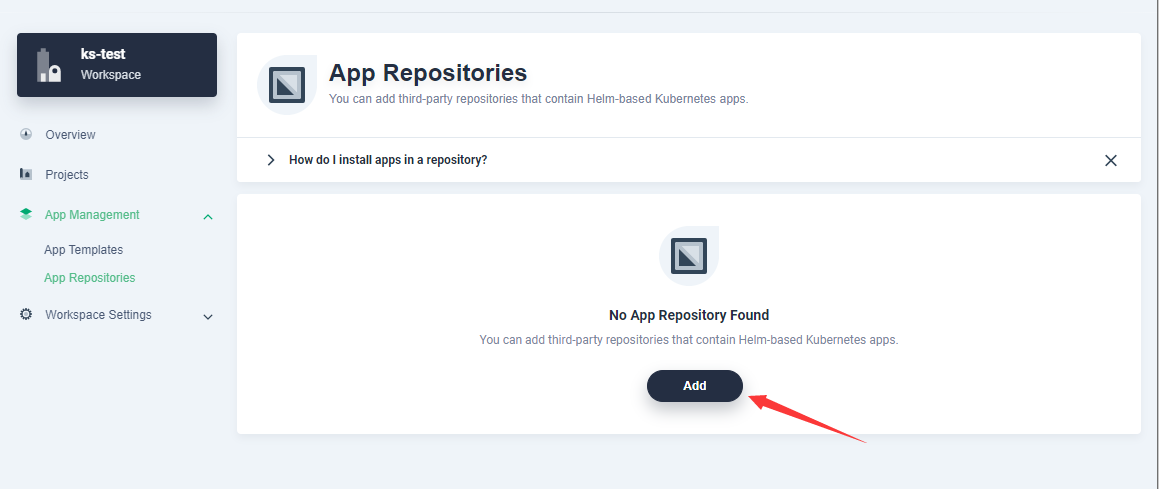 ks-test
Workspace
Overview
Projects
App Management
App Templates
App Repositories
Workspace Settings
App Repositories
You can add third-party repositories that contain Helm-based Kubernetes apps.
How do I install apps in a repository?
No App Repository Found
You can add third-party repositories that contain Helm-based Kubernetes apps.
Add